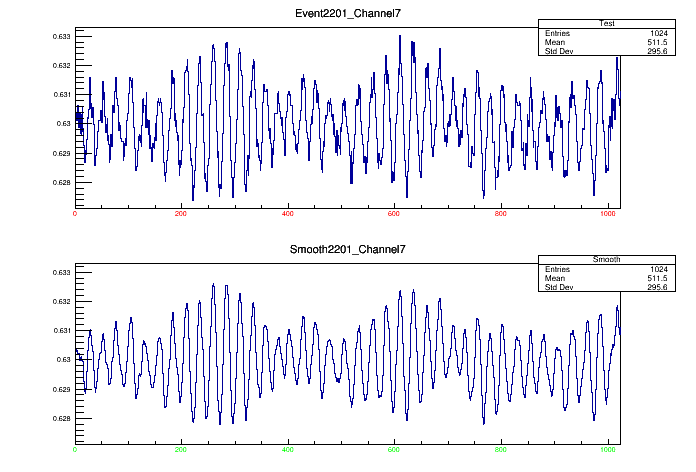 Event2201_Channel7
Test
Entries 1024
Mean 511.5
Std Dev 295.6
0.633
0.632
0.631
0.63
0.629
0.628
0 200 400 600 800 1000
Smooth2201_Channel7
Smooth
Entries 1024
Mean 511.5
Std Dev 295.6
0.633
0.632
0.631
0.63
0.629
0.628
0 200 400 600 800 1000